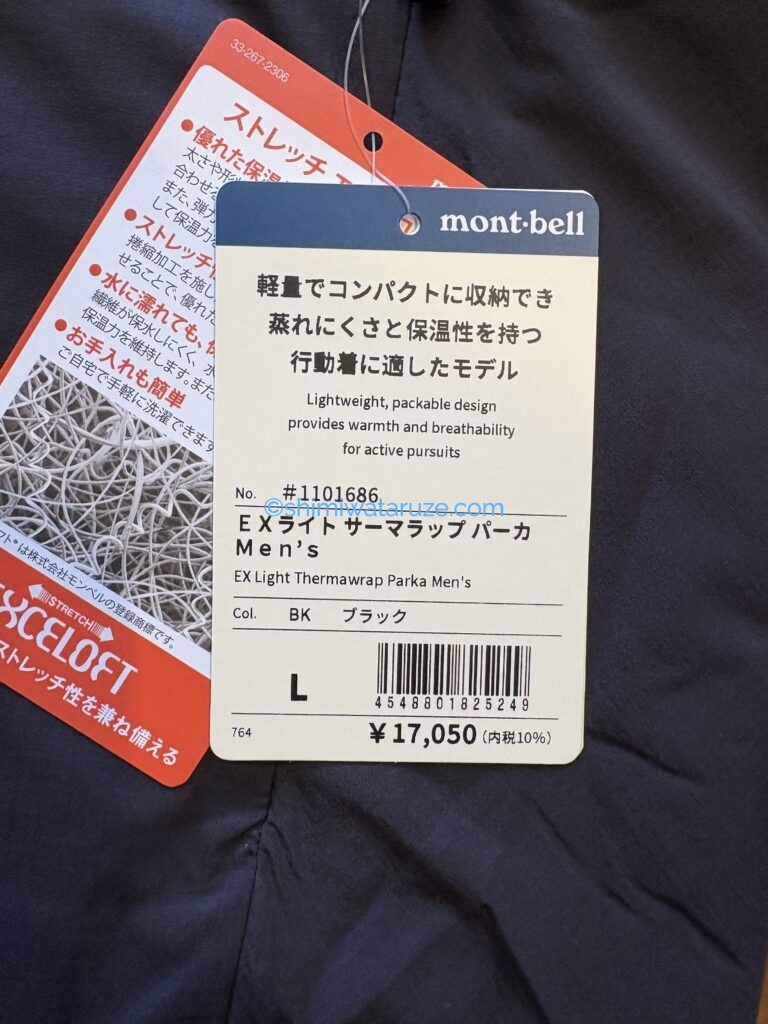 33-267-2306
ストレッチ
●優れた保温
太さや形
合わせ
また、弾力
して保温力を
●ストレッチ
捲縮加工を施し
せることで、優れた
●水に濡れても、
繊維が保水しにくく、水
保温力を維持します。また
●お手入れも簡単
ご自宅で手軽に洗濯できます
フト®は株式会社モンベルの登録商標です。
STRETCH
EXCELOFT
ストレッチ性を兼ね備える
mont·bell
軽量でコンパクトに収納でき
蒸れにくさと保温性を持つ
行動着に適したモデル
Lightweight, packable design
provides warmth and breathability
for active pursuits
No. #1101686
©shimiwataruze.com
EXライト サーマラップ パーカ
Men's
EX Light Thermawrap Parka Men's
Col. BK ブラック
L
4548801825249
764 ¥17,050(内税10%)